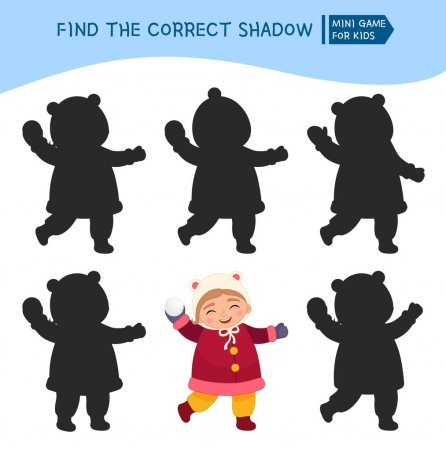 FIND THE CORRECT SHADOW
MINI GAME
FOR KIDS